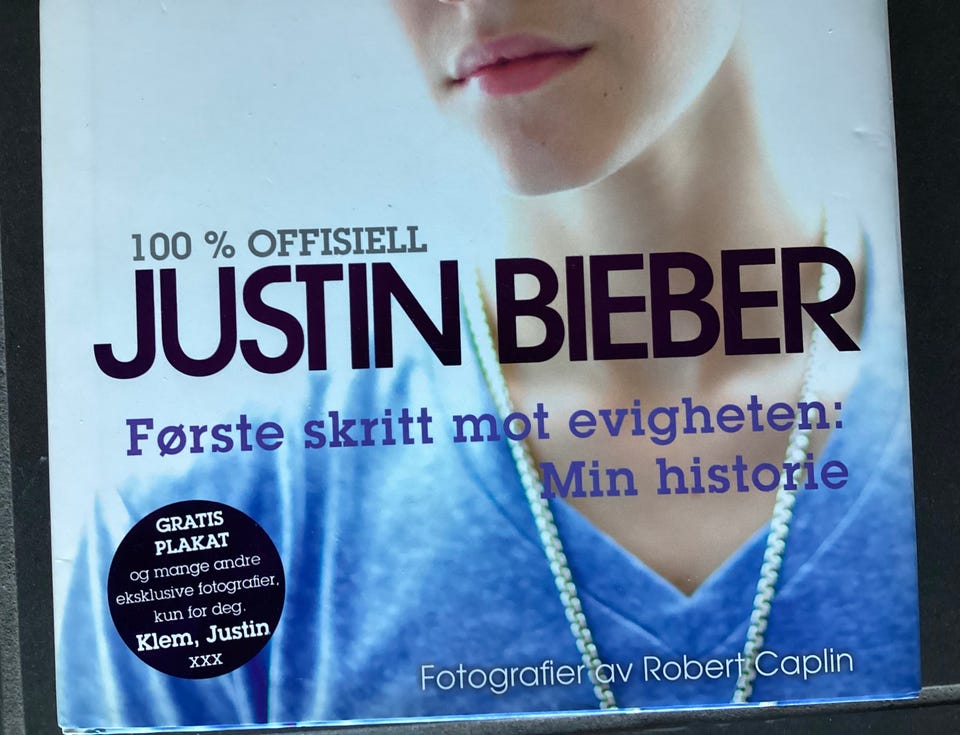 100 % OFFISIELL
JUSTIN BIEBER
Første skritt mot evigheten:
Min historie
GRATIS
PLAKAT
og mange andre
eksklusive fotografier,
kun for deg.
Klem, Justin
xxx
Fotografier av Robert Caplin